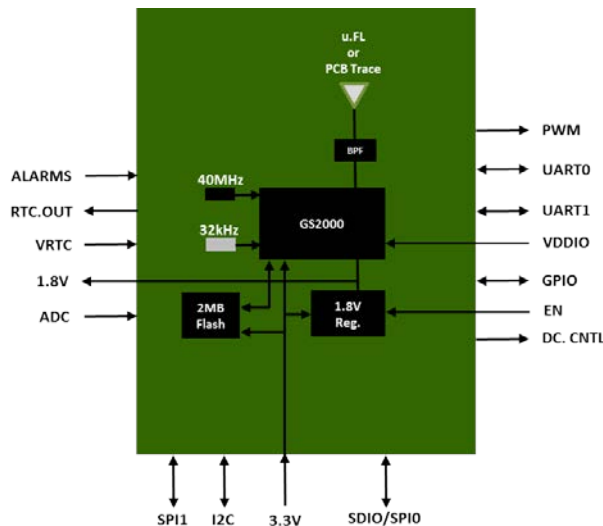 u.FL
or
PCB Trace
BPF
40MHz
GS2000
32kHz
2MB
Flash
1.8V
Reg.
ALARMS
RTC.OUT
VRTC
1.8V
ADC
PWM
UART0
UART1
VDDIO
GPIO
EN
DC. CNTL
SPI1
I2C
3.3V
SDIO/SPI0